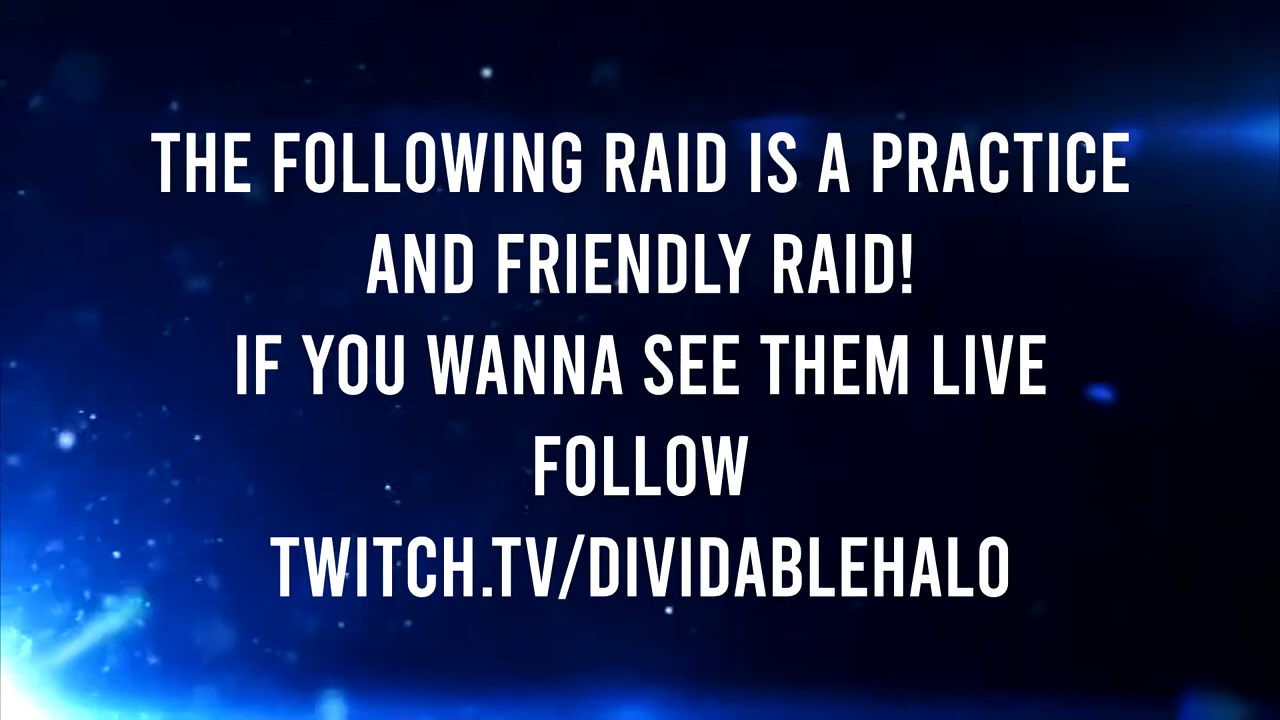 THE FOLLOWING RAID IS A PRACTICE
AND FRIENDLY RAID!
IF YOU WANNA SEE THEM LIVE
FOLLOW
TWITCH.TV/DIVIDABLEHALO